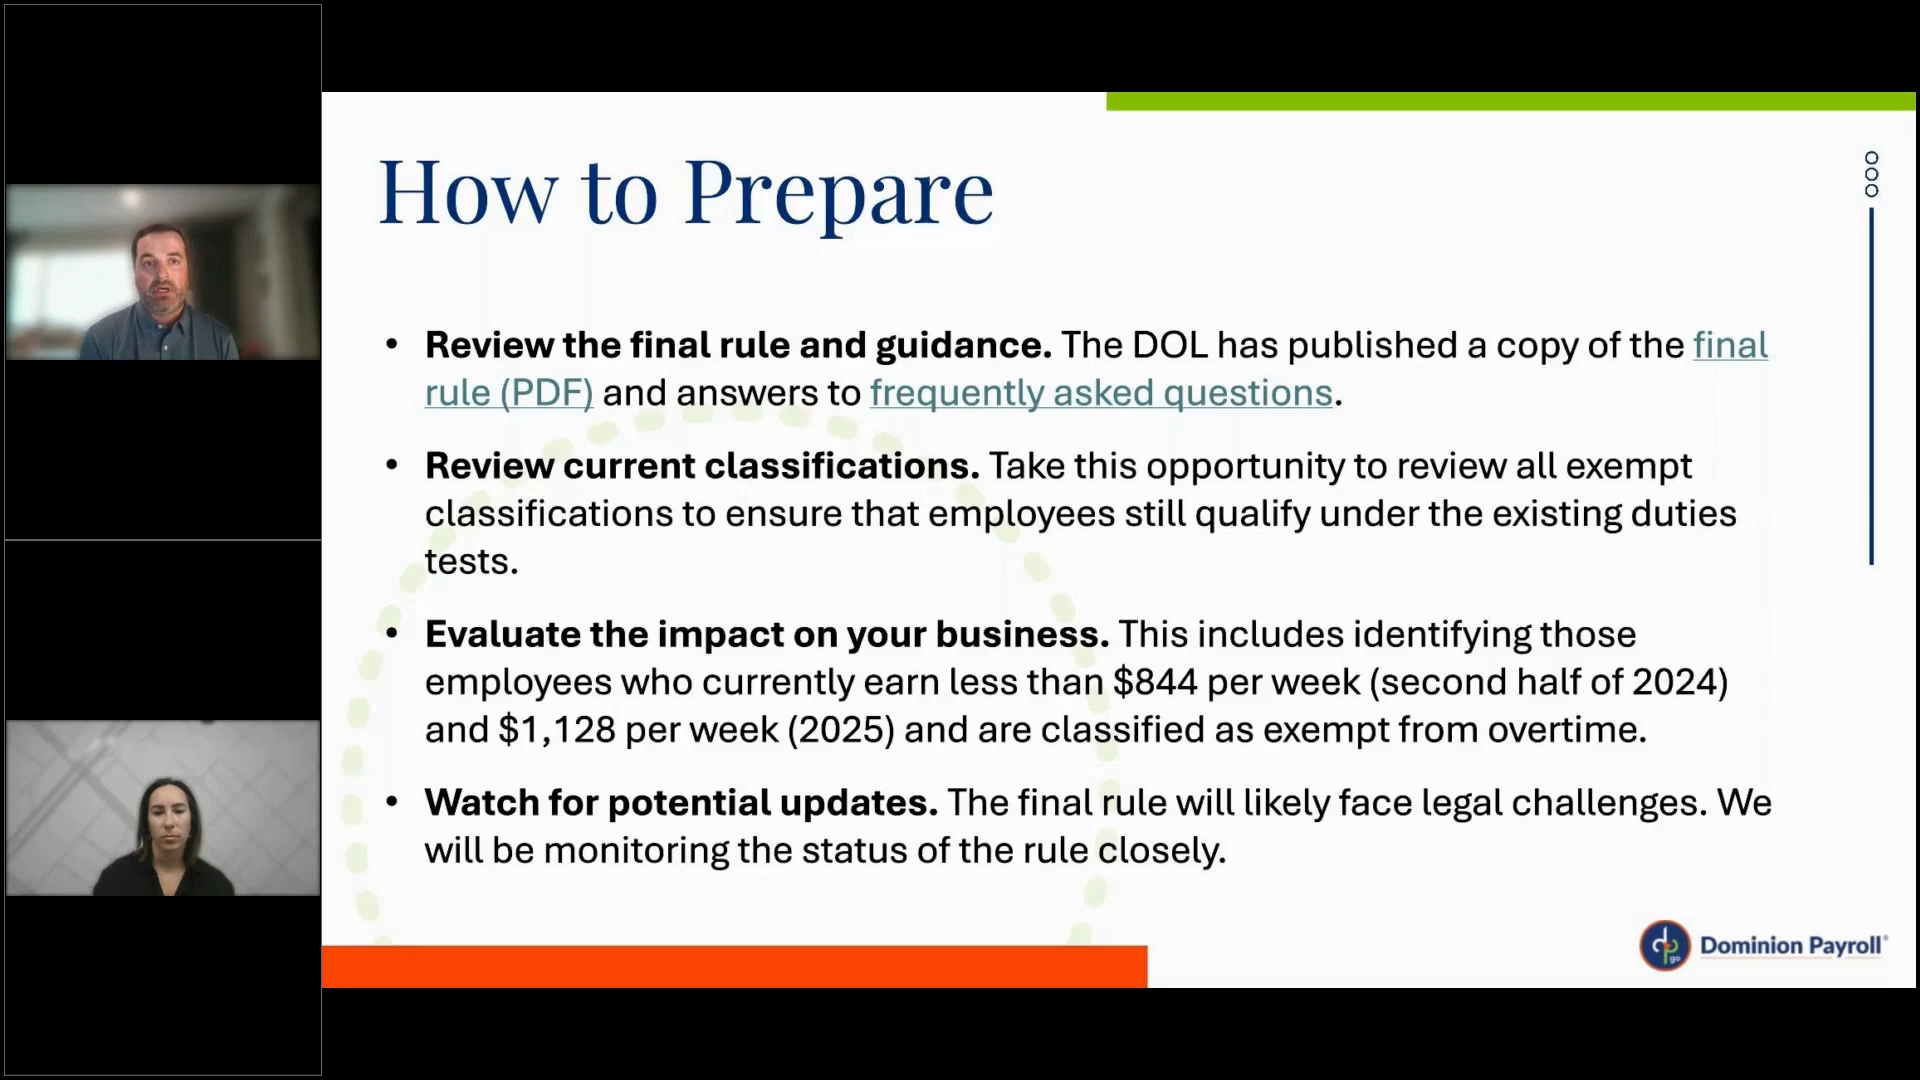 How to Prepare
• Review the final rule and guidance. The DOL has published a copy of the final
rule (PDF) and answers to frequently asked questions.
• Review current classifications. Take this opportunity to review all exempt
classifications to ensure that employees still qualify under the existing duties
tests.
• Evaluate the impact on your business. This includes identifying those
employees who currently earn less than $844 per week (second half of 2024)
and $1,128 per week (2025) and are classified as exempt from overtime.
• Watch for potential updates. The final rule will likely face legal challenges. We
will be monitoring the status of the rule closely.
dp go
Dominion Payroll®